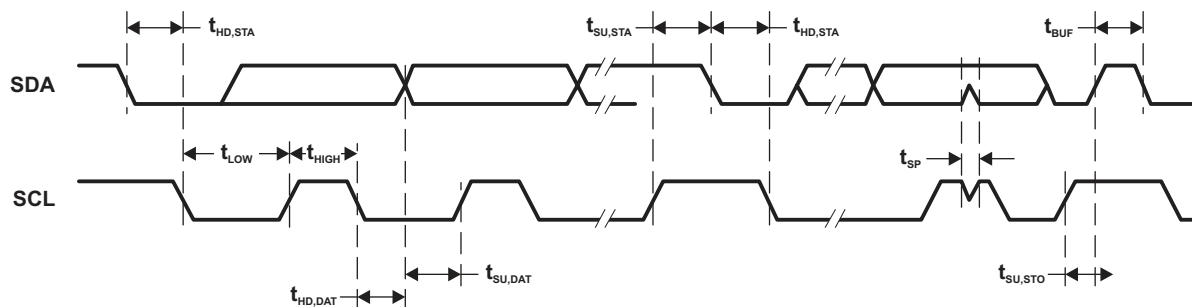 tHD,STA
tSU,STA
tHD,STA
tBUF
SDA
tLOW
tHIGH
tSP
SCL
tSU,DAT
tSU,STO
tHD,DAT